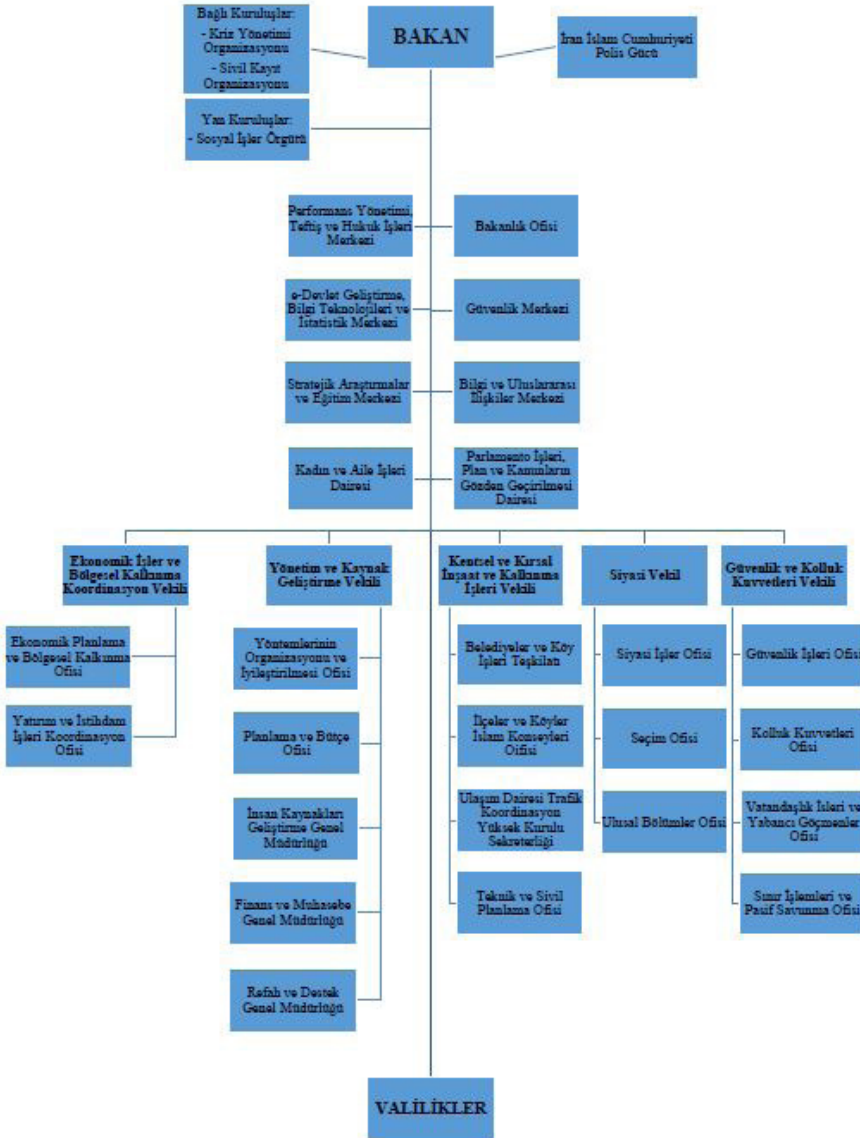 Bağlı Kuruluşlar:
- Kriz Yönetimi
Organizasyonu
- Sivil Kayıt
Organizasyonu
BAKAN
İran İslam Cumhuriyeti
Polis Gücü
Yan Kuruluşlar:
- Sosyal İşler Örgütü
Performans Yönetimi,
Teftiş ve Hukuk İşleri
Merkezi
Bakanlık Ofisi
e-Devlet Geliştirme,
Bilgi Teknolojileri ve
İstatistik Merkezi
Güvenlik Merkezi
Stratejik Araştırmalar
ve Eğitim Merkezi
Bilgi ve Uluslararası
İlişkiler Merkezi
Kadın ve Aile İşleri
Dairesi
Parlamento İşleri,
Plan ve Kanunların
Gözden Geçirilmesi
Dairesi
Ekonomik İşler ve
Bölgesel Kalkınma
Koordinasyon Vekili
Ekonomik Planlama
ve Bölgesel Kalkınma
Ofisi
Yatırım ve İstihdam
İşleri Koordinasyon
Ofisi
Yönetim ve Kaynak
Geliştirme Vekili
Yöntemlerinin
Organizasyonu ve
İyileştirilmesi Ofisi
Planlama ve Bütçe
Ofisi
İnsan Kaynakları
Geliştirme Genel
Müdürlüğü
Finans ve Muhasebe
Genel Müdürlüğü
Refah ve Destek
Genel Müdürlüğü
Kentsel ve Kırsal
İnşaat ve Kalkınma
İşleri Vekili
Belediyeler ve Köy
İşleri Teşkilatı
İlçeler ve Köyler
İslam Konseyleri
Oifisi
Ulaşım Dairesi Trafik
Koordinasyon
Yüksek Kurulu
Sekreterliği
Teknik ve Sivil
Planlama Ofisi
Siyasi Vekil
Siyasi İşler Ofisi
Seçim Ofisi
Ulusal Bölümler Ofisi
Güvenlik ve Kolluk
Kuvvetleri Vekili
Güvenlik İşleri Ofisi
Kolluk Kuvvetleri
Ofisi
Vatandaşlık İsleri ve
Yabancı Göçmenler
Ofisi
Sınır İşlemleri ve
Pasif Savunma Ofisi
VALİLİKLER